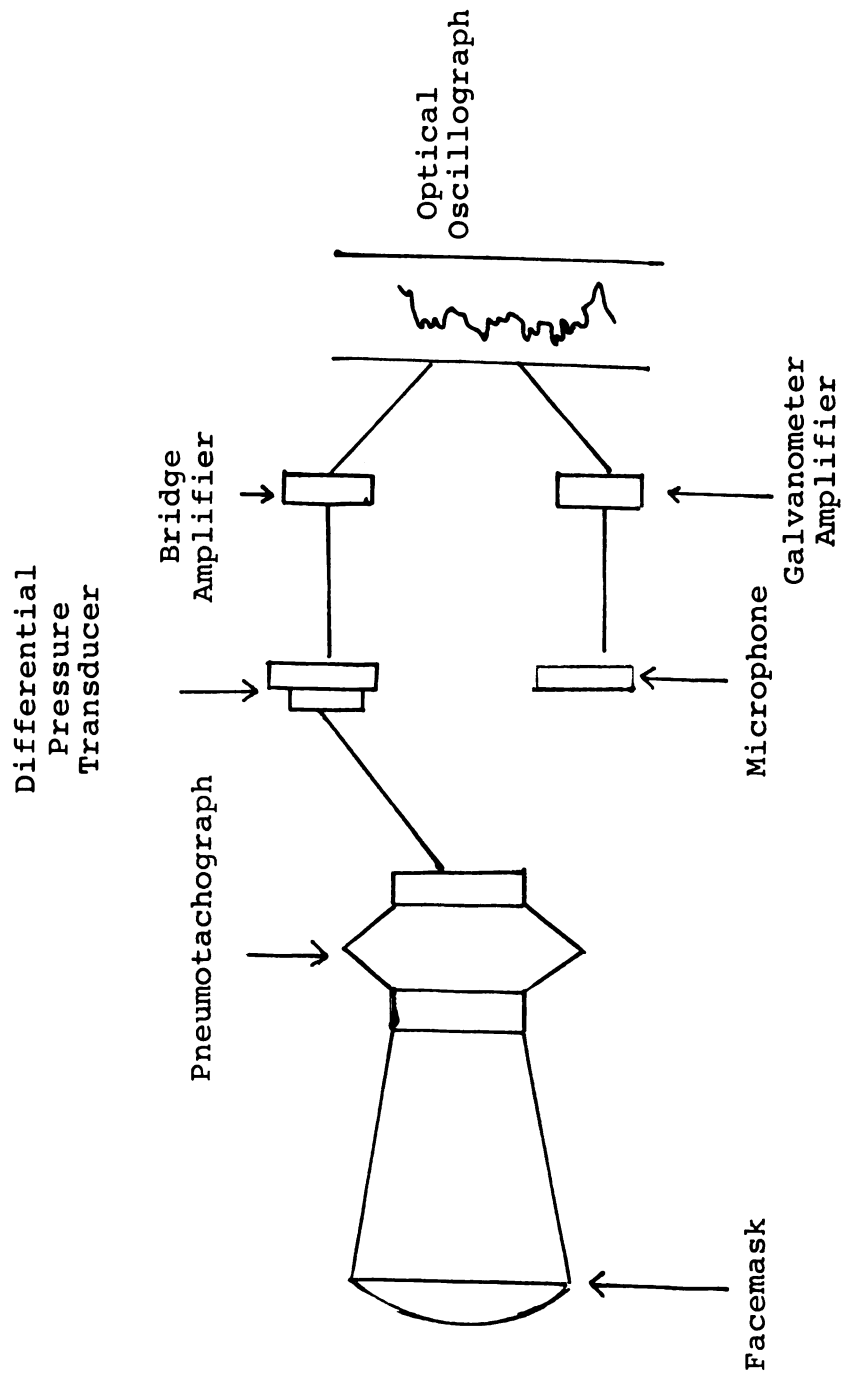 Differential
Pressure
Transducer
Pneumotachograph
Bridge
Amplifier
Optical
Oscillograph
Facemask
Microphone
Galvanometer
Amplifier